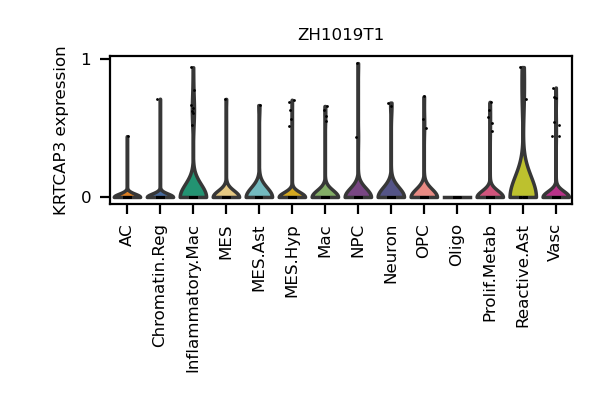 ZH1019T1
KRTCAP3 expression
1
0
AC
Chromatin.Reg
Inflammatory.Mac
MES
MES.Ast
MES.Hyp
Mac
NPC
Neuron
OPC
Oligo
Prolif.Metab
Reactive.Ast
Vasc